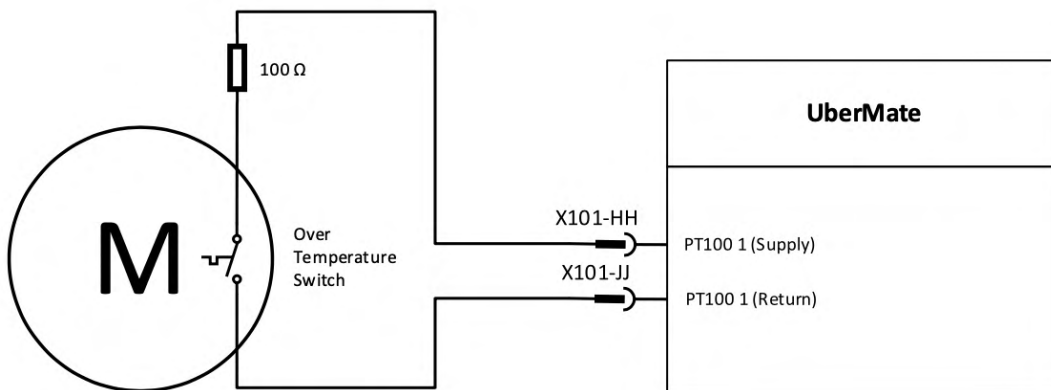 100 Ω
UberMate
M
Over
Temperature
Switch
X101-HH
PT100 1 (Supply)
X101-JJ
PT100 1 (Return)